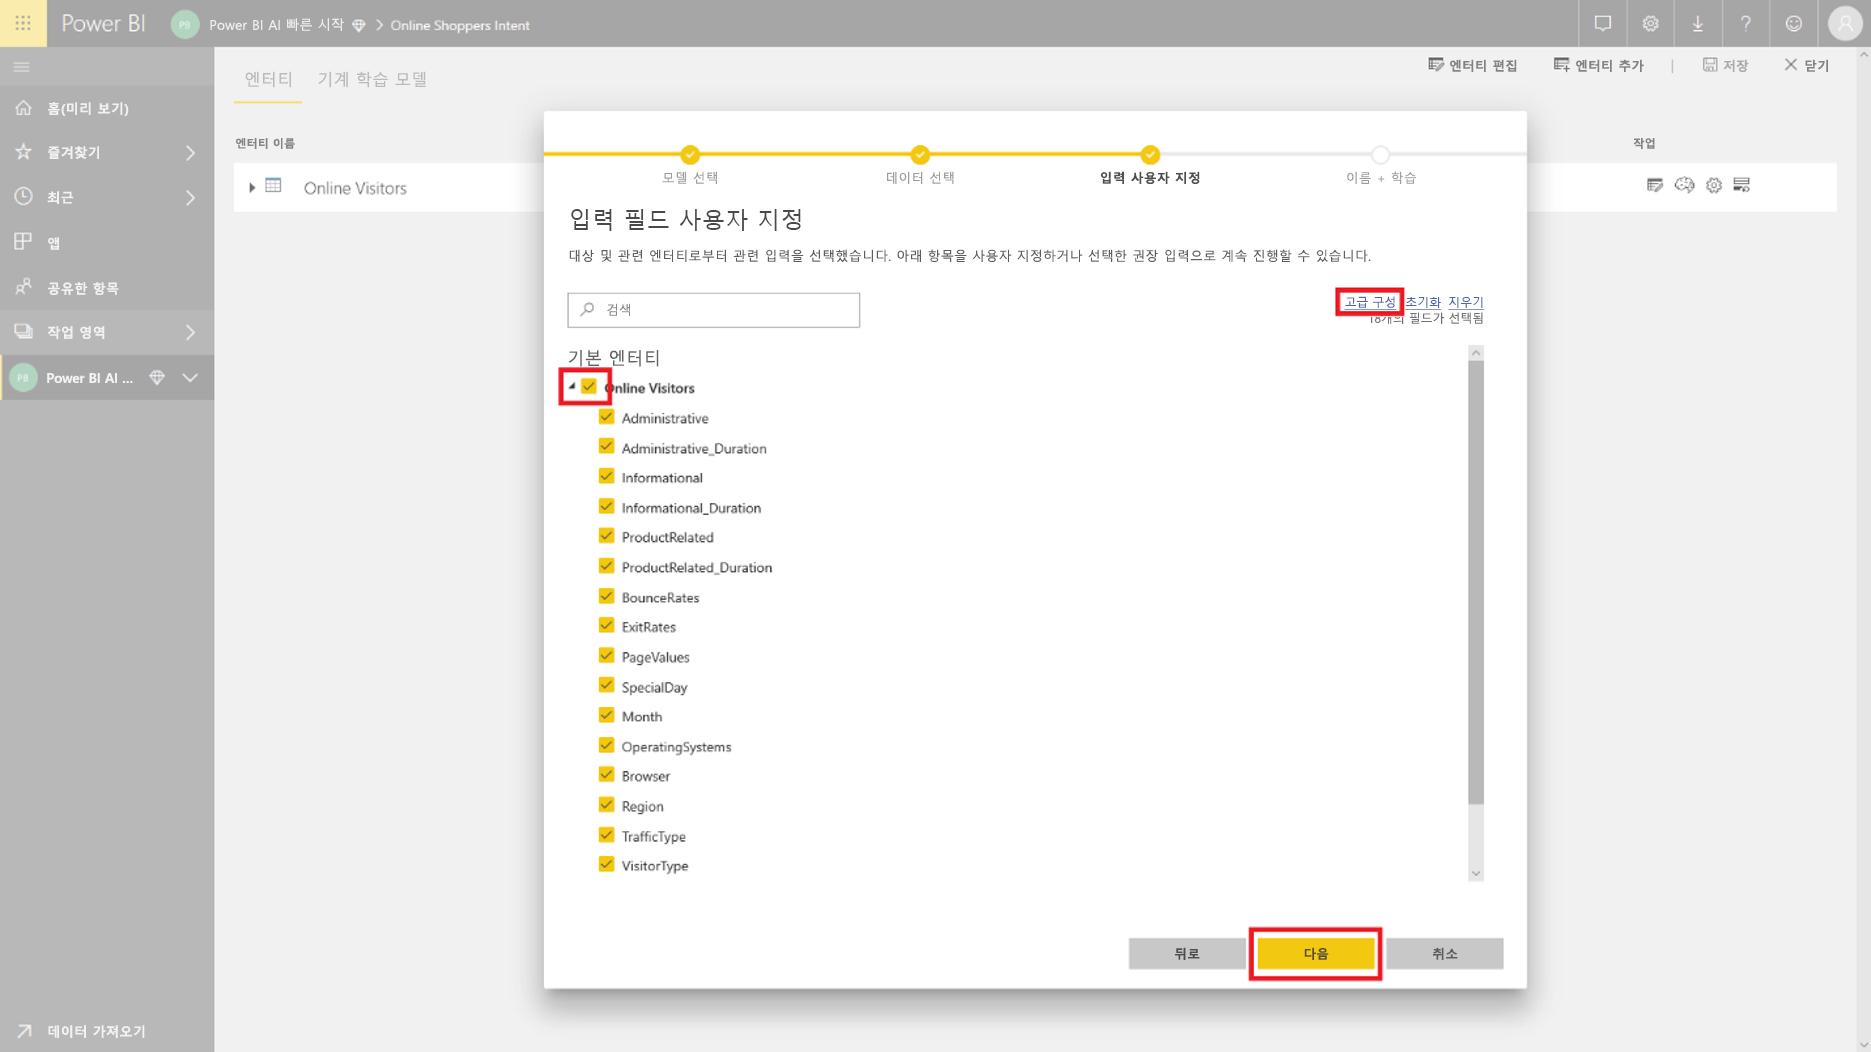 Power BI
PB
Power BI AI 빠른 시작
Online Shoppers Intent
?
홈(미리 보기)
즐겨찾기
최근
앱
공유한 항목
작업 영역
PB
Power BI AI ...
데이터 가져오기
엔터티
기계 학습 모델
엔터티 편집
엔터티 추가
저장
닫기
엔터티 이름
작업
Online Visitors
모델 선택
데이터 선택
입력 사용자 지정
이름 + 학습
입력 필드 사용자 지정
대상 및 관련 엔터티로부터 관련 입력을 선택했습니다. 아래 항목을 사용자 지정하거나 선택한 권장 입력으로 계속 진행할 수 있습니다.
검색
고급 구성 초기화 지우기
18개의 필드가 선택됨
기본 엔터티
Online Visitors
Administrative
Administrative_Duration
Informational
Informational_Duration
ProductRelated
ProductRelated_Duration
BounceRates
ExitRates
PageValues
SpecialDay
Month
OperatingSystems
Browser
Region
TrafficType
VisitorType
뒤로
다음
취소